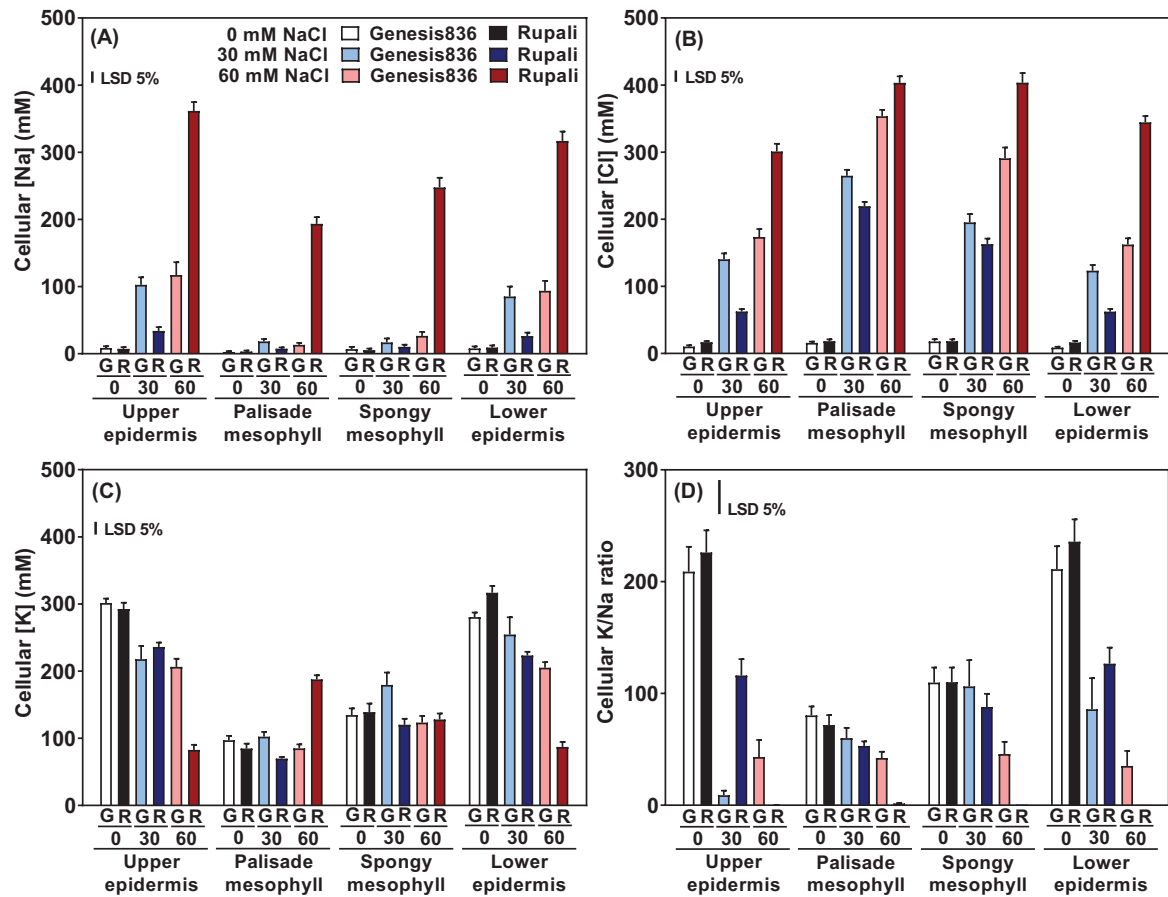 (A)
0 mM NaCl Genesis836 Rupali
30 mM NaCl Genesis836 Rupali
60 mM NaCl Genesis836 Rupali
LSD 5%
Cellular [Na] (mM)
500
400
300
200
100
0
G R G R G R G R G R G R G R G R G R G R G R G R
0 30 60 0 30 60 0 30 60 0 30 60
Upper epidermis
Palisade mesophyll
Spongy mesophyll
Lower epidermis
(B)
LSD 5%
Cellular [Cl] (mM)
500
400
300
200
100
0
G R G R G R G R G R G R G R G R G R G R G R G R
0 30 60 0 30 60 0 30 60 0 30 60
Upper epidermis
Palisade mesophyll
Spongy mesophyll
Lower epidermis
(C)
LSD 5%
Cellular [K] (mM)
500
400
300
200
100
0
G R G R G R G R G R G R G R G R G R G R G R G R
0 30 60 0 30 60 0 30 60 0 30 60
Upper epidermis
Palisade mesophyll
Spongy mesophyll
Lower epidermis
(D)
LSD 5%
Cellular K/Na ratio
300
200
100
0
G R G R G R G R G R G R G R G R G R G R G R G R
0 30 60 0 30 60 0 30 60 0 30 60
Upper epidermis
Palisade mesophyll
Spongy mesophyll
Lower epidermis